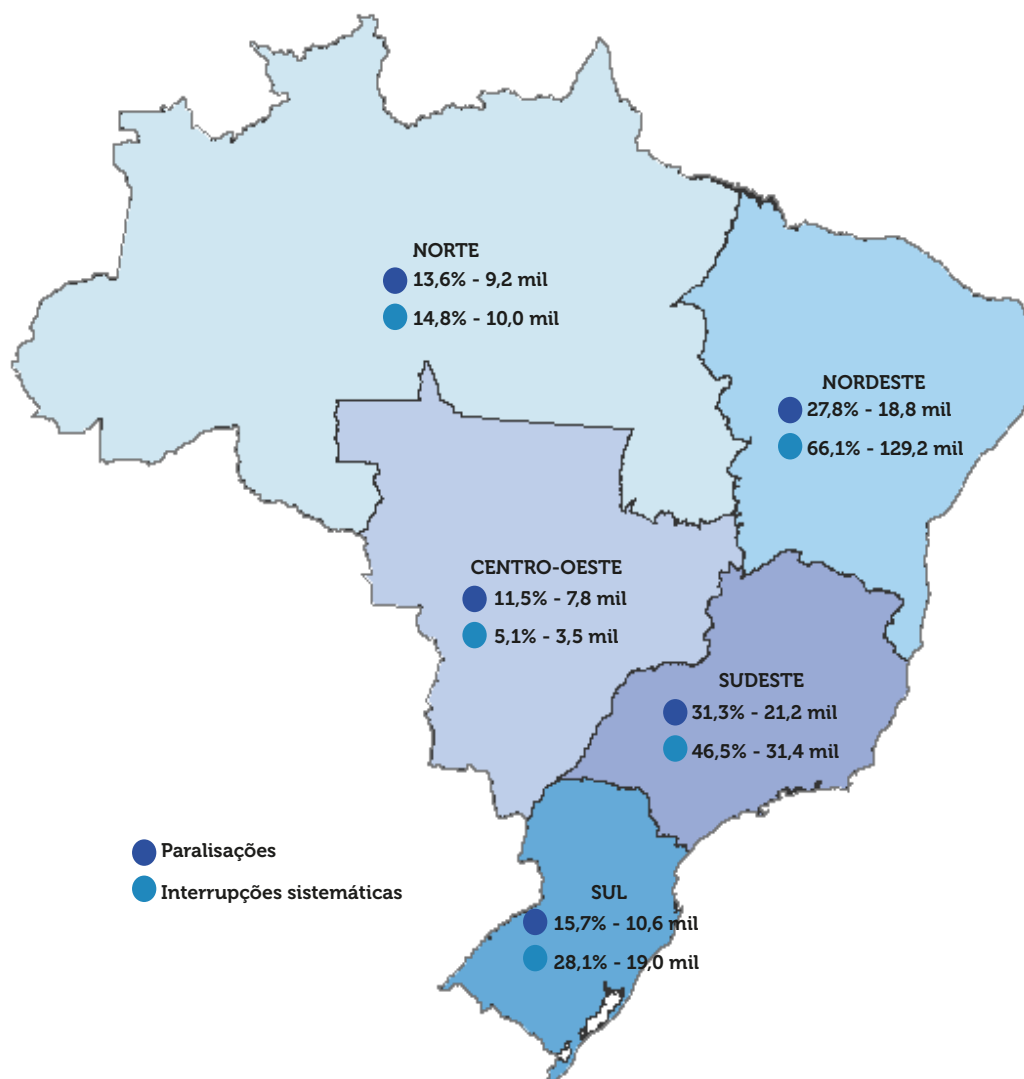 NORTE
13,6% - 9,2 mil
14,8% - 10,0 mil
NORDESTE
27,8% - 18,8 mil
66,1% - 129,2 mil
CENTRO-OESTE
11,5% - 7,8 mil
5,1% - 3,5 mil
SUDESTE
31,3% - 21,2 mil
46,5% - 31,4 mil
Paralisações
Interrupções sistemáticas
SUL
15,7% - 10,6 mil
28,1% - 19,0 mil